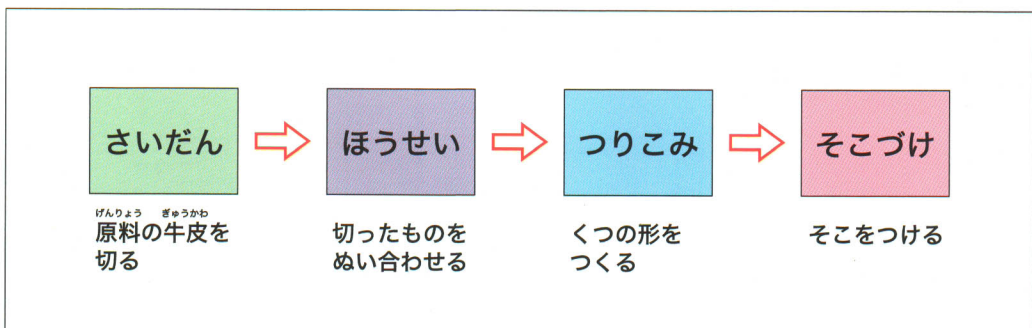 さいだん
ほうせい
つりこみ
そこづけ
げんりょう ぎゅうかわ
原料の牛皮を
切る
切ったものを
ぬい合わせる
くつの形を
つくる
そこをつける